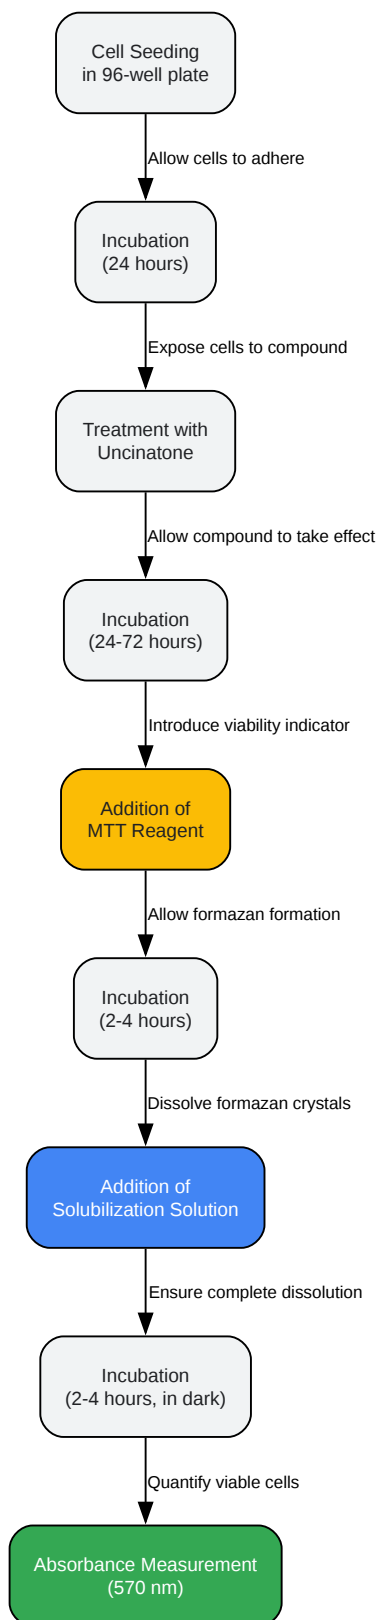 Cell Seeding
in 96-well plate
Allow cells to adhere
Incubation
(24 hours)
Expose cells to compound
Treatment with
Uncinatone
Allow compound to take effect
Incubation
(24-72 hours)
Introduce viability indicator
Addition of
MTT Reagent
Allow formazan formation
Incubation
(2-4 hours)
Dissolve formazan crystals
Addition of
Solubilization Solution
Ensure complete dissolution
Incubation
(2-4 hours, in dark)
Quantify viable cells
Absorbance Measurement
(570 nm)